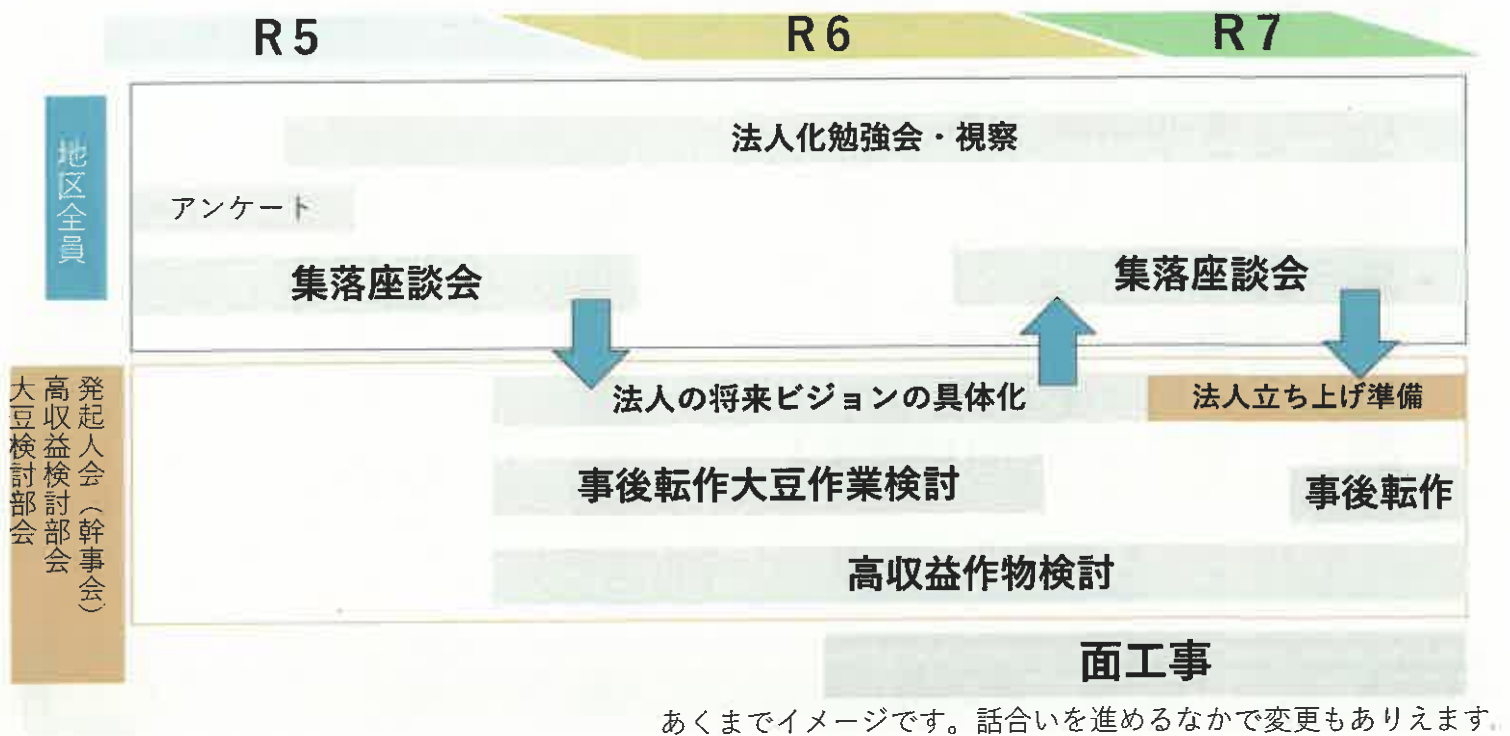 R5
R6
R7
地区全員
法人化勉強会・視察
アンケート
集落座談会
集落座談会
発起人会（幹事会）
高収益検討部会
大豆検討部会
法人の将来ビジョンの具体化
法人立ち上げ準備
事後転作大豆作業検討
事後転作
高収益作物検討
面工事
あくまでイメージです。話合いを進めるなかで変更もありえます。